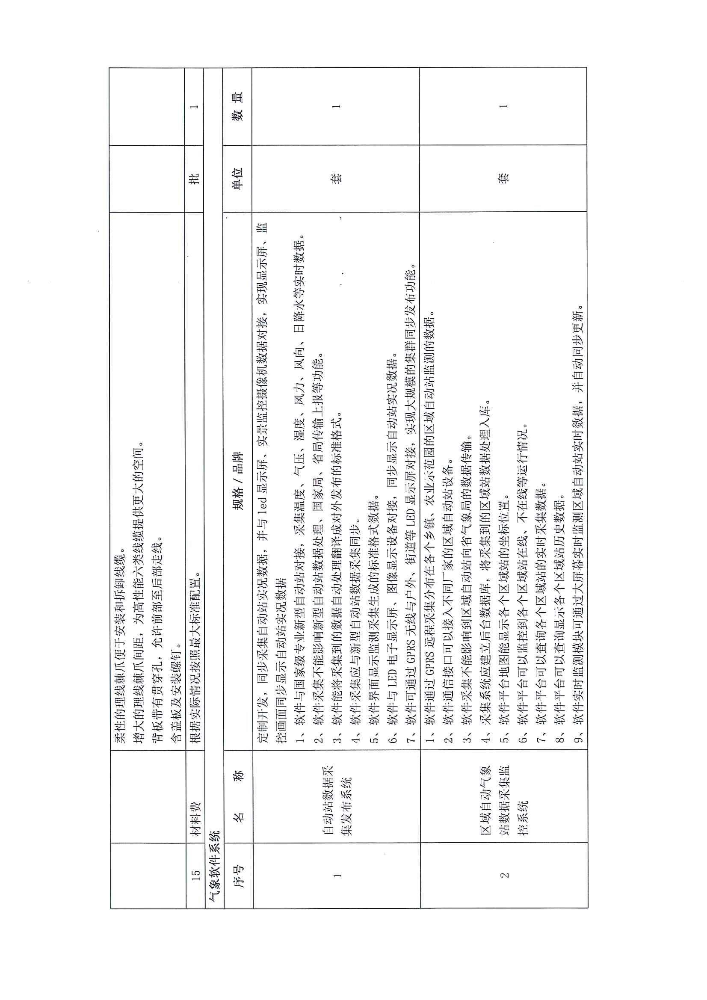 柔性的理线棘爪便于安装和拆卸线缆。
增大的理线棘爪间距，为高性能六类线缆提供更大的空间。
背板带有贯穿孔，允许前部至后部走线。
含盖板及安装螺钉。
15 材料费 根据实际情况按照最大标准配置。 批 1
气象软件系统
序号 名 称 规格/品牌 单位 数 量
1
自动站数据采
集发布系统
定制开发，同步采集自动站实况数据，并与led显示屏、实景监控摄像机数据对接，实现显示屏、监
控画面同步显示自动站实况数据
1、软件与国家级专业新型自动站对接，采集温度、气压、湿度、风力、风向、日降水等实时数据。
2、软件采集不能影响新型自动站数据处理、国家局、省局传输上报等功能。
3、软件能将采集到的数据自动处理翻译成对外发布的标准格式。
4、软件采集应与新型自动站数据采集同步。
5、软件界面显示监测采集生成的标准格式数据。
6、软件与LED电子显示屏、图像显示设备对接，同步显示自动站实况数据。
7、软件可通过GPRS无线与户外、街道等LED显示屏对接，实现大规模的集群同步发布功能。
套
1
2
区域自动气象
站数据采集监
控系统
1、软件通过GPRS远程采集分布在各个乡镇、农业示范园的区域自动站监测的数据。
2、软件通信接口可以接入不同厂家的区域自动站设备。
3、软件采集不能影响到区域自动站向省气象局的数据传输。
4、采集系统应建立后台数据库，将采集到的区域站数据处理入库。
5、软件平台地图能显示各个区域站的坐标位置。
6、软件平台可以监控到各个区域站在线、不在线等运行情况。
7、软件平台可以查询各个区域站的实时采集数据。
8、软件平台可以查询显示各个区域站历史数据。
9、软件实时监测模块可通过大屏幕实时监测区域自动站实时数据，并自动同步更新。
套
1